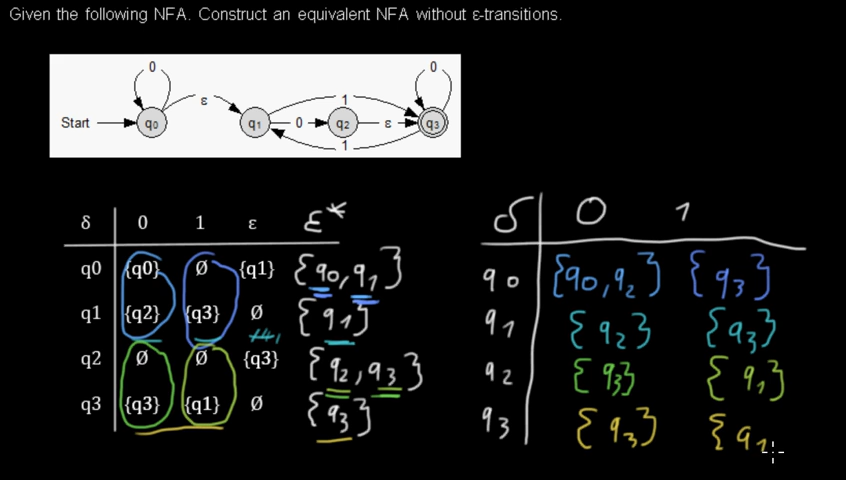 Given the following NFA. Construct an equivalent NFA without ε-transitions.
0 0
ε 1
Start q0 q1 0 q2 ε q3
1
δ 0 1 ε ε* δ 0 1
q0 {q0} Ø {q1} {q0,q1} q0 {q0,q2} {q3}
q1 {q2} {q3} Ø {q1} q1 {q2} {q3}
q2 Ø Ø {q3} {q2,q3} q2 {q3} {q1}
q3 {q3} {q1} Ø {q3} q3 {q3} {q1